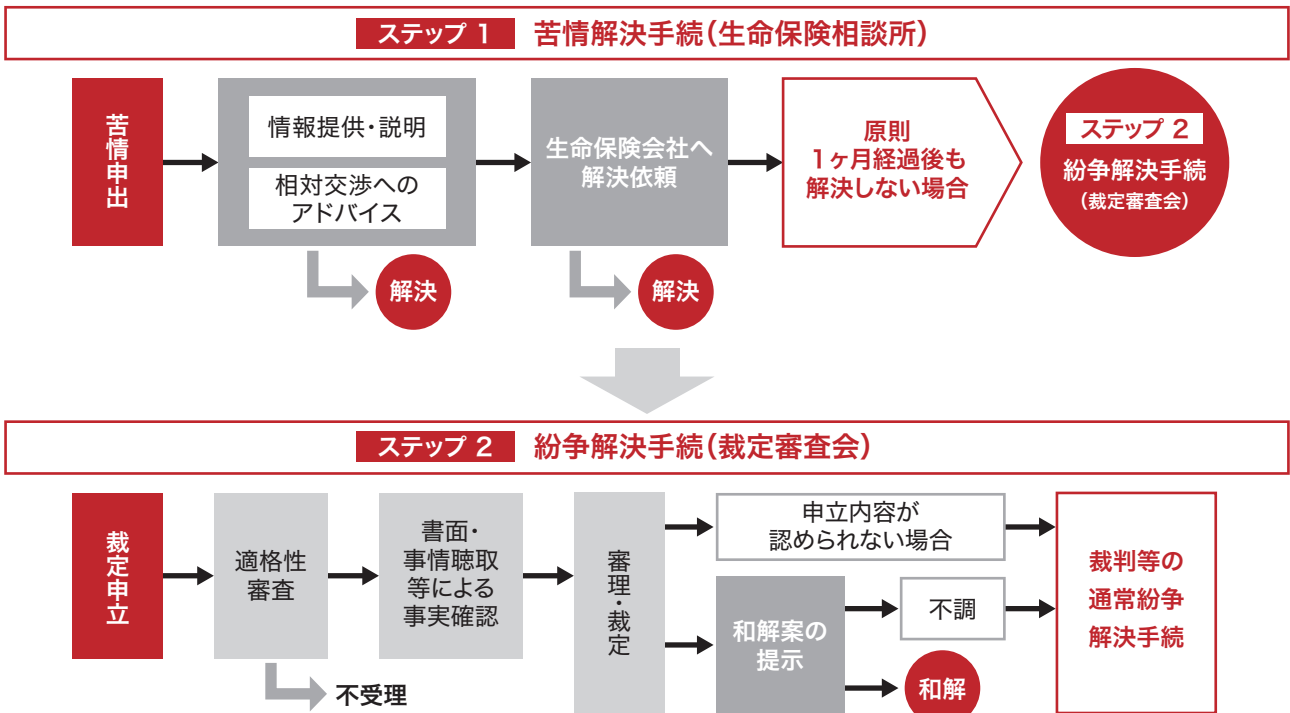 ステップ 1 苦情解決手続(生命保険相談所)
苦情申出
情報提供・説明
相対交渉への
アドバイス
解決
生命保険会社へ
解決依頼
解決
原則
1ヶ月経過後も
解決しない場合
ステップ 2
紛争解決手続
(裁定審査会)
ステップ 2 紛争解決手続(裁定審査会)
裁定申立
適格性
審査
不受理
書面・
事情聴取
等による
事実確認
審理・裁定
申立内容が
認められない場合
和解案の
提示
不調
和解
裁判等の
通常紛争
解決手続